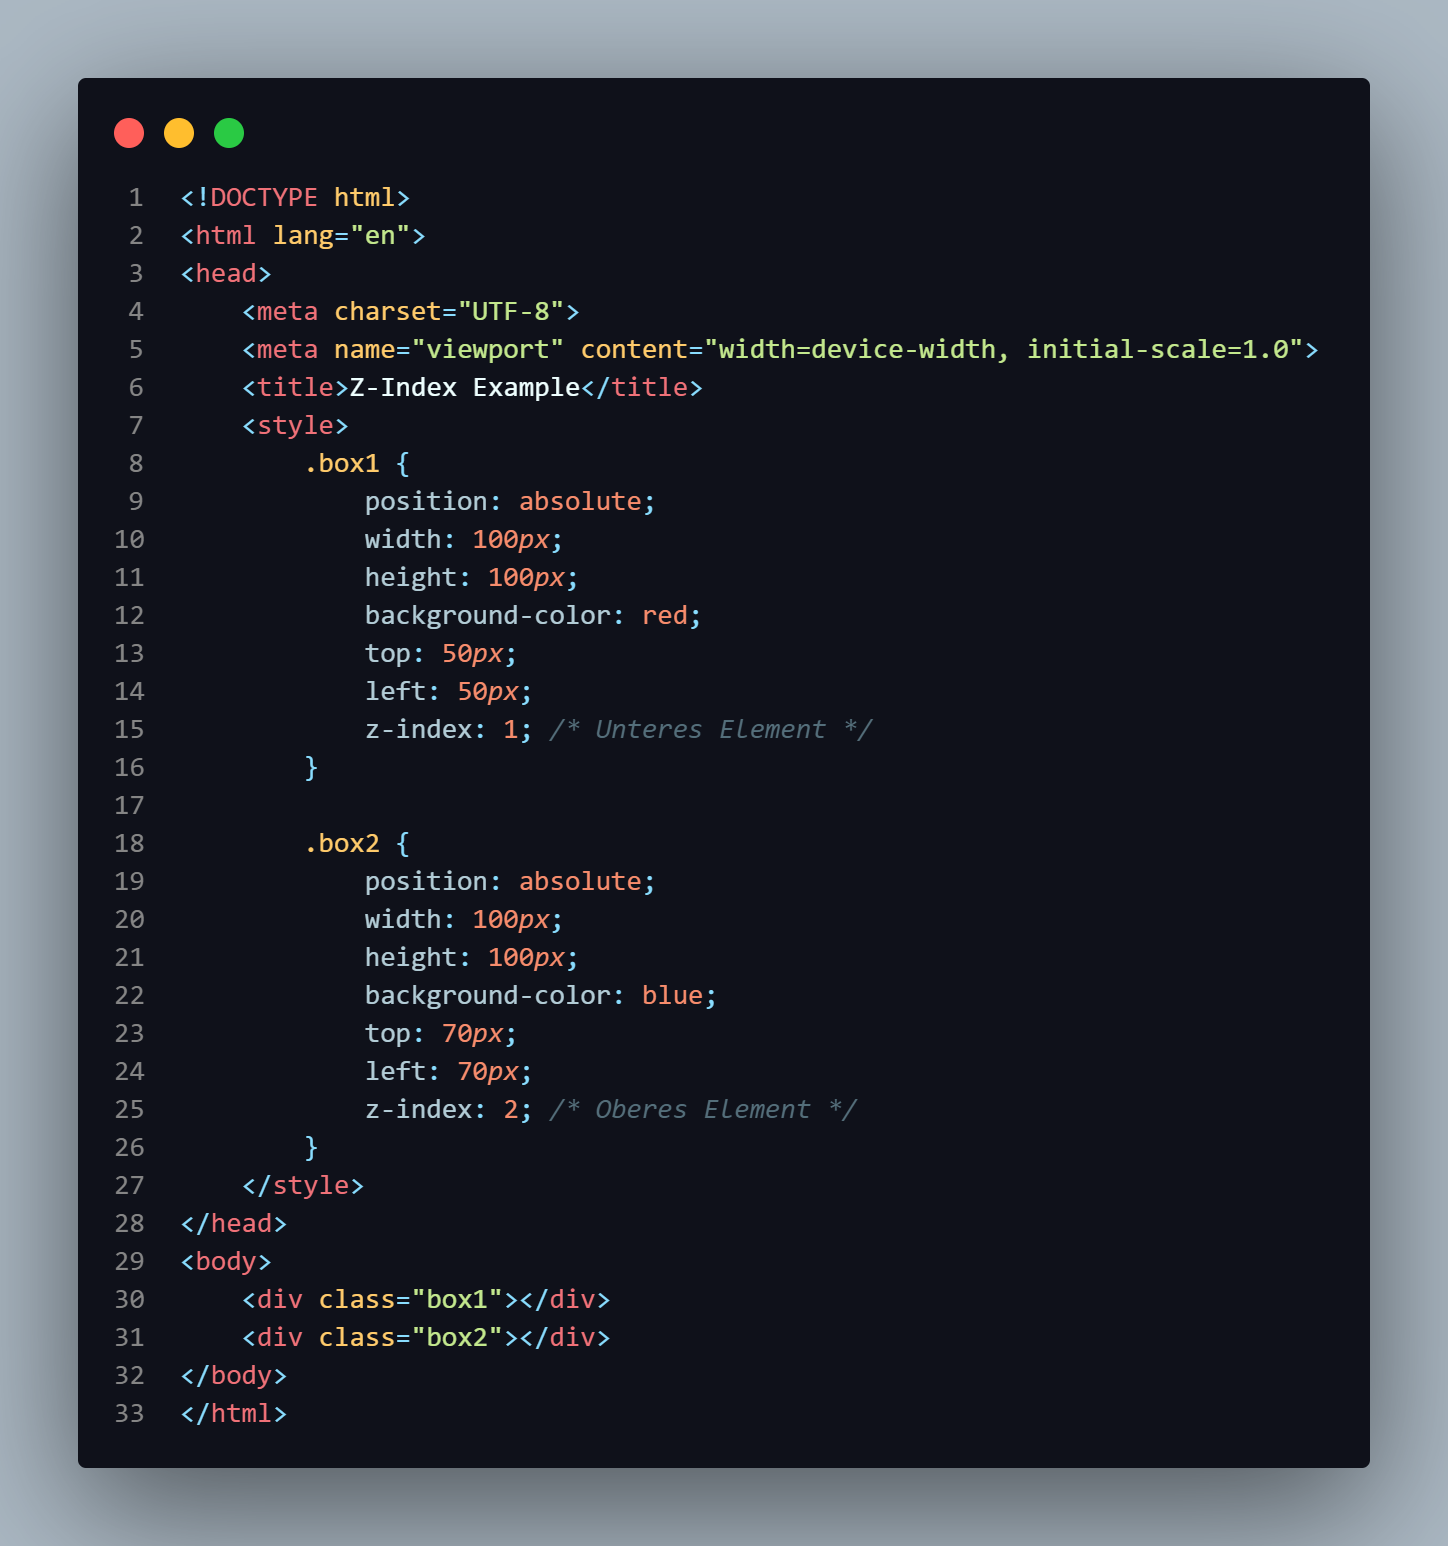 1 <!DOCTYPE html>
2 <html lang="en">
3 <head>
4     <meta charset="UTF-8">
5     <meta name="viewport" content="width=device-width, initial-scale=1.0">
6     <title>Z-Index Example</title>
7     <style>
8         .box1 {
9             position: absolute;
10             width: 100px;
11             height: 100px;
12             background-color: red;
13             top: 50px;
14             left: 50px;
15             z-index: 1; /* Unteres Element */
16         }
17
18         .box2 {
19             position: absolute;
20             width: 100px;
21             height: 100px;
22             background-color: blue;
23             top: 70px;
24             left: 70px;
25             z-index: 2; /* Oberes Element */
26         }
27     </style>
28 </head>
29 <body>
30     <div class="box1"></div>
31     <div class="box2"></div>
32 </body>
33 </html>